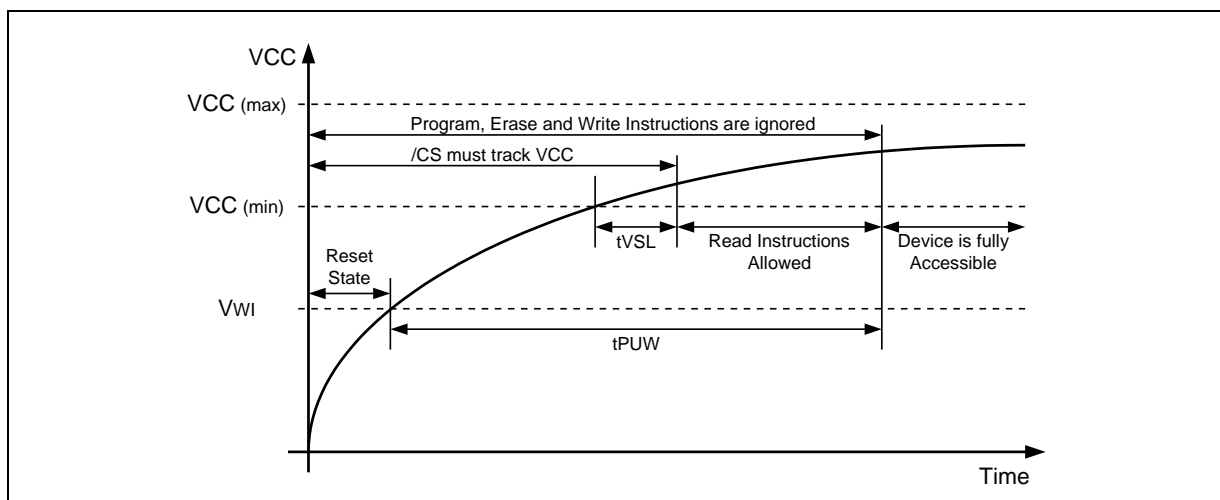 VCC
VCC (max)
Program, Erase and Write Instructions are ignored
/CS must track VCC
VCC (min)
tVSL
Read Instructions
Allowed
Device is fully
Accessible
Reset
State
VWI
tPUW
Time